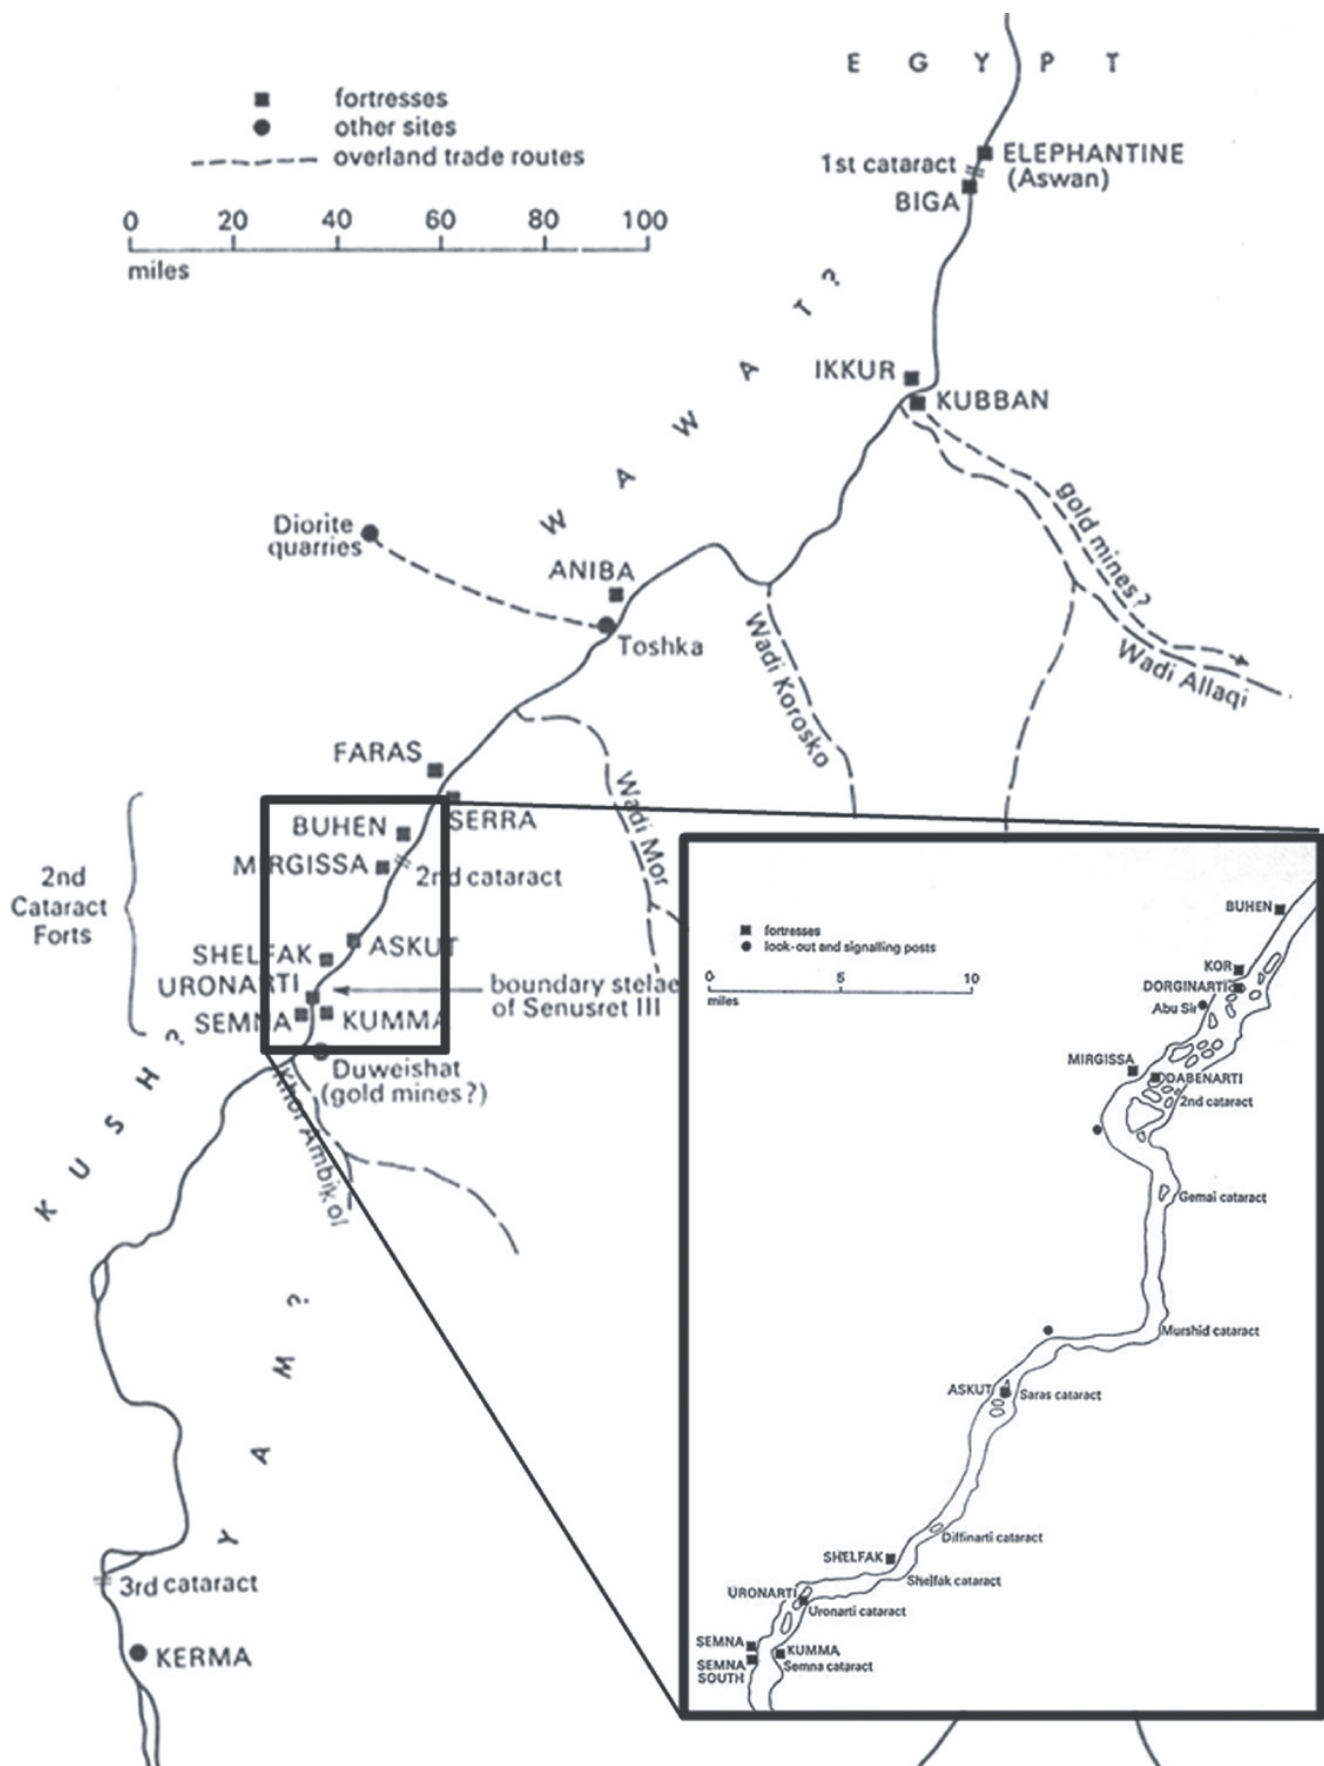 E G Y P T
fortresses
other sites
overland trade routes
0 20 40 60 80 100
miles
1st cataract
ELEPHANTINE
(Aswan)
BIGA
W A W A T ?
IKKUR
KUBBAN
gold mines?
Wadi Allaqi
Diorite
quarries
ANIBA
Toshka
Wadi Korosko
FARAS
SERRA
Wadi Mor
2nd
Cataract
Forts
BUHEN
MIRGISSA
2nd cataract
SHELFAK
ASKUT
URONARTI
boundary stelae
of Senusret III
SEMNA
KUMMA
Duweishat
(gold mines?)
Khor Ambikol
K U S H ?
Y A M ?
3rd cataract
KERMA
fortresses
look-out and signalling posts
0 5 10
miles
BUHEN
KOR
DORGINARTI
Abu Sir
MIRGISSA
DABENARTI
2nd cataract
Gemai cataract
Murshid cataract
ASKUT
Saras cataract
Diffinarti cataract
SHELFAK
Shelfak cataract
URONARTI
Uronarti cataract
SEMNA
KUMMA
SEMNA
SOUTH
Semna cataract